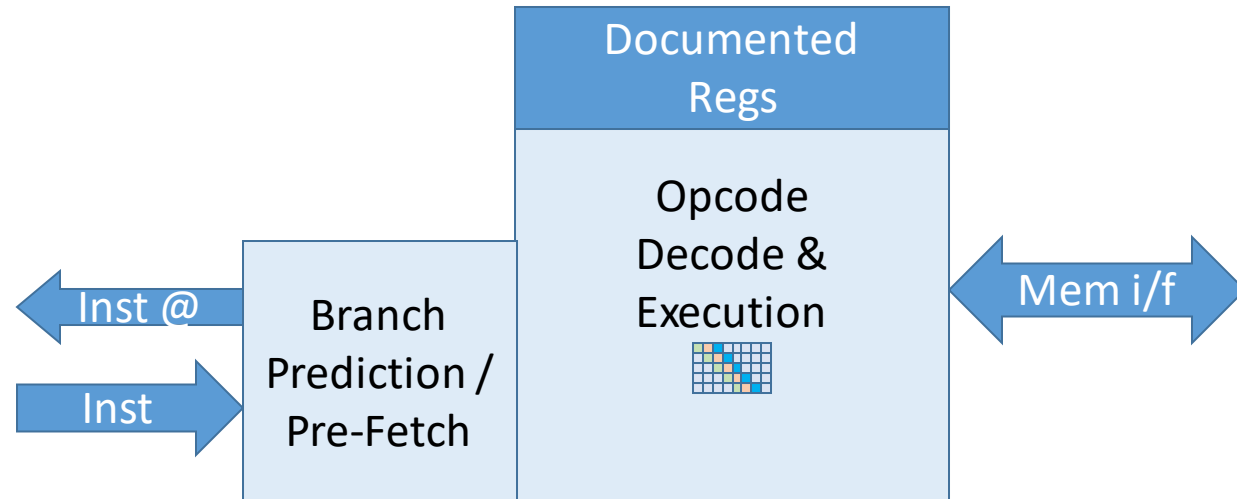 Documented
Regs
Opcode
Decode &
Execution
Inst @
Inst
Branch
Prediction /
Pre-Fetch
Mem i/f